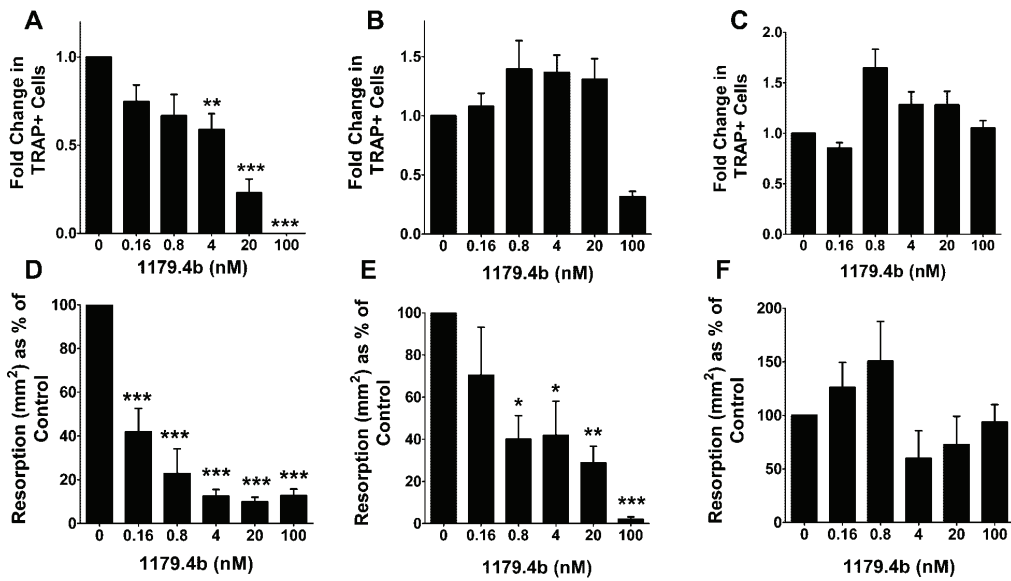 A
Fold Change in
TRAP+ Cells
1.0
0.5
0.0
**
***
***
0 0.16 0.8 4 20 100
1179.4b (nM)
B
Fold Change in
TRAP+ Cells
1.5
1.0
0.5
0.0
0 0.16 0.8 4 20 100
1179.4b (nM)
C
Fold Change in
TRAP+ Cells
2.0
1.5
1.0
0.5
0.0
0 0.16 0.8 4 20 100
1179.4b (nM)
D
Resorption (mm²) as % of
Control
100
80
60
40
20
0
***
***
***
***
***
0 0.16 0.8 4 20 100
1179.4b (nM)
E
Resorption (mm²) as % of
Control
100
80
60
40
20
0
*
*
**
***
0 0.16 0.8 4 20 100
1179.4b (nM)
F
Resorption (mm²) as % of
Control
200
150
100
50
0
0 0.16 0.8 4 20 100
1179.4b (nM)